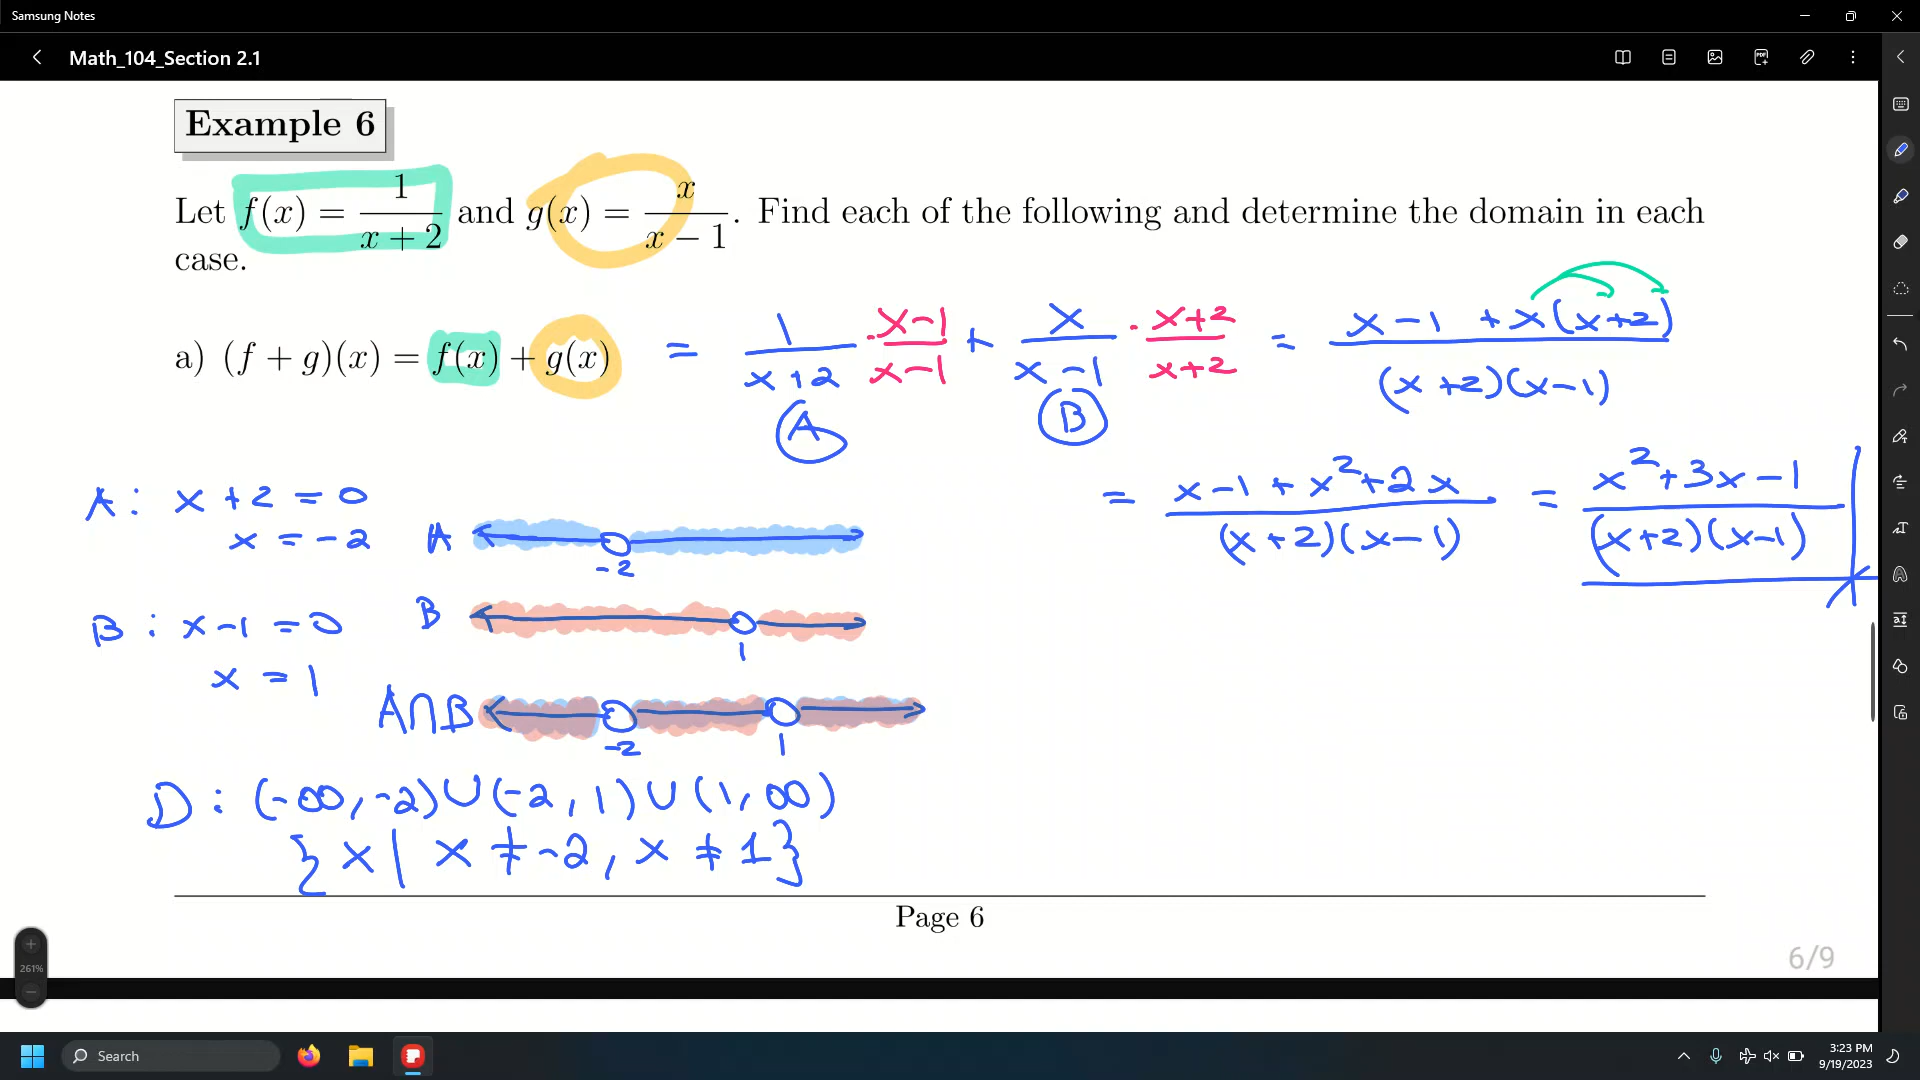 Samsung Notes
Math_104_Section 2.1
Example 6
Let f(x) = 1/(x + 2) and g(x) = x/(x − 1). Find each of the following and determine the domain in each
case.
a) (f + g)(x) = f(x) + g(x) = 1/(x+2) · (x−1)/(x−1) + x/(x−1) · (x+2)/(x+2) = (x−1 + x(x+2))/((x+2)(x−1))
A B
= (x−1+x²+2x)/((x+2)(x−1)) = (x²+3x−1)/((x+2)(x−1))
A: x+2 = 0
x = −2
A
−2
B: x−1 = 0
x = 1
B
1
A∩B
−2 1
D: (−∞,−2)∪(−2,1)∪(1,∞)
{x| x ≠ −2, x ≠ 1}
Page 6
6/9
261%
Search
3:23 PM
9/19/2023